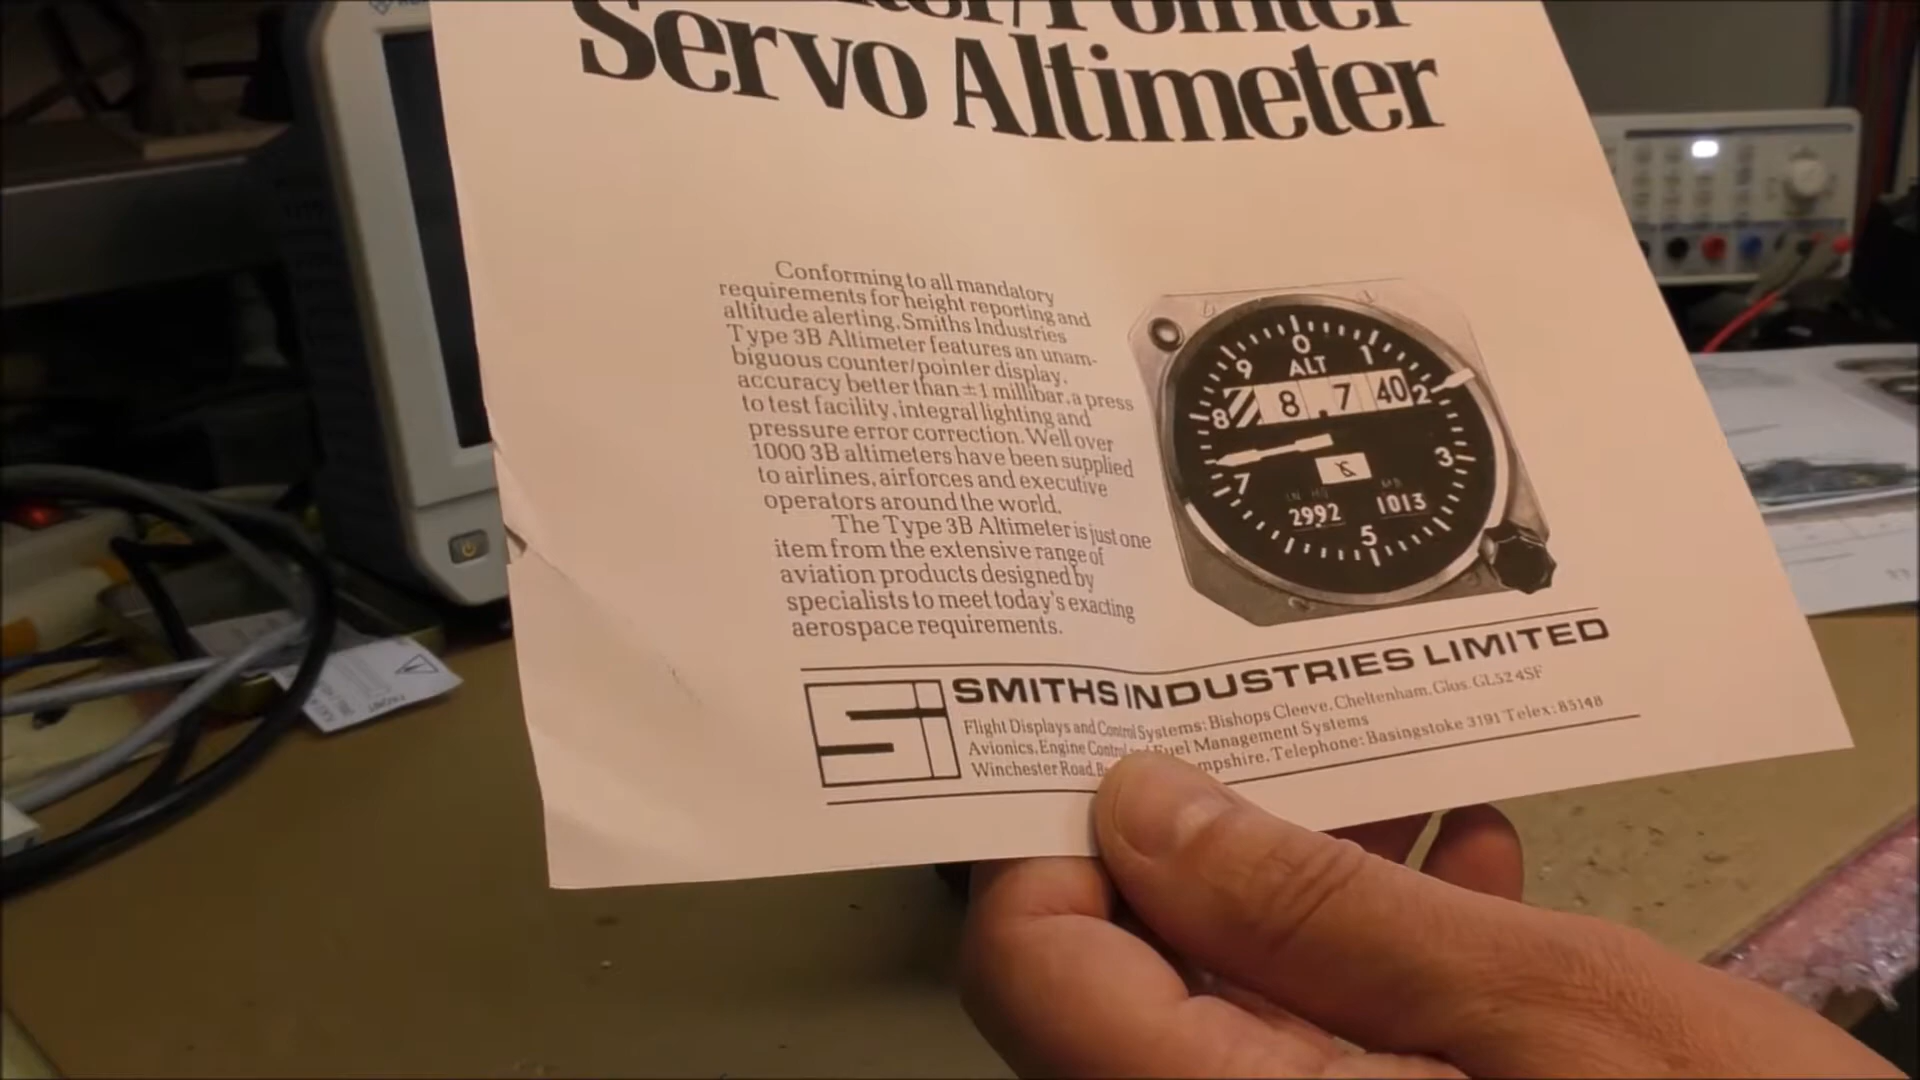 Servo Altimeter
Conforming to all mandatory
requirements for height reporting and
altitude alerting, Smiths Industries
Type 3B Altimeter features an unam-
biguous counter/pointer display,
accuracy better than ±1 millibar, a press
to test facility, integral lighting and
pressure error correction. Well over
1000 3B altimeters have been supplied
to airlines, airforces and executive
operators around the world.
The Type 3B Altimeter is just one
item from the extensive range of
aviation products designed by
specialists to meet today's exacting
aerospace requirements.
0
9 1
ALT
8 8.7 40 2
7 3
IN HG MB
2992 1013
5
SMITHS INDUSTRIES LIMITED
Flight Displays and Control Systems: Bishops Cleeve, Cheltenham, Glos. GL52 4SF
Avionics, Engine Control and Fuel Management Systems
Winchester Road, Telephone: Basingstoke 3191 Telex: 85148